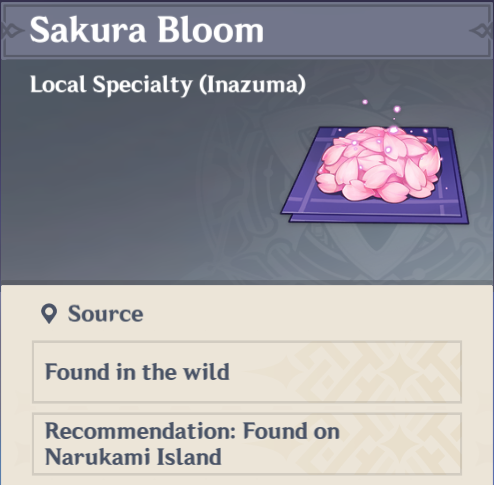 Sakura Bloom
Local Specialty (Inazuma)
Source
Found in the wild
Recommendation: Found on
Narukami Island